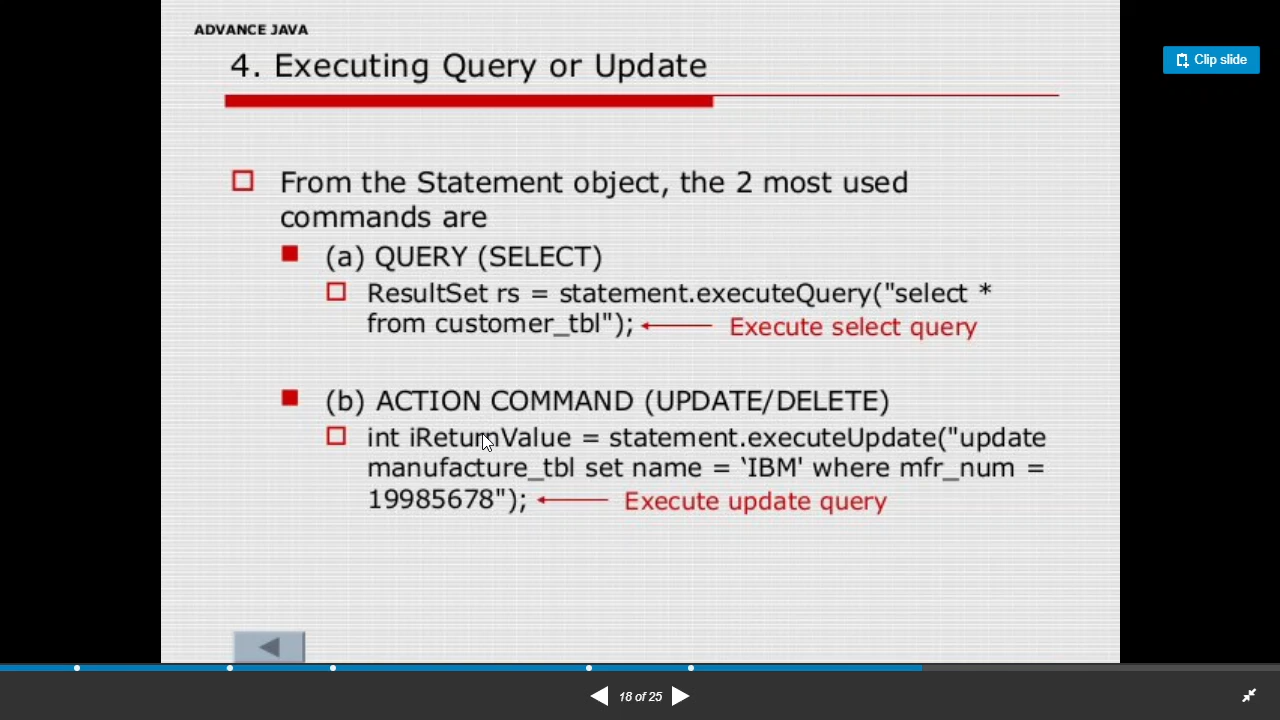 ADVANCE JAVA
4. Executing Query or Update
Clip slide
From the Statement object, the 2 most used
commands are
(a) QUERY (SELECT)
ResultSet rs = statement.executeQuery("select *
from customer_tbl");
Execute select query
(b) ACTION COMMAND (UPDATE/DELETE)
int iReturnValue = statement.executeUpdate("update
manufacture_tbl set name = ‘IBM' where mfr_num =
19985678");
Execute update query
18 of 25